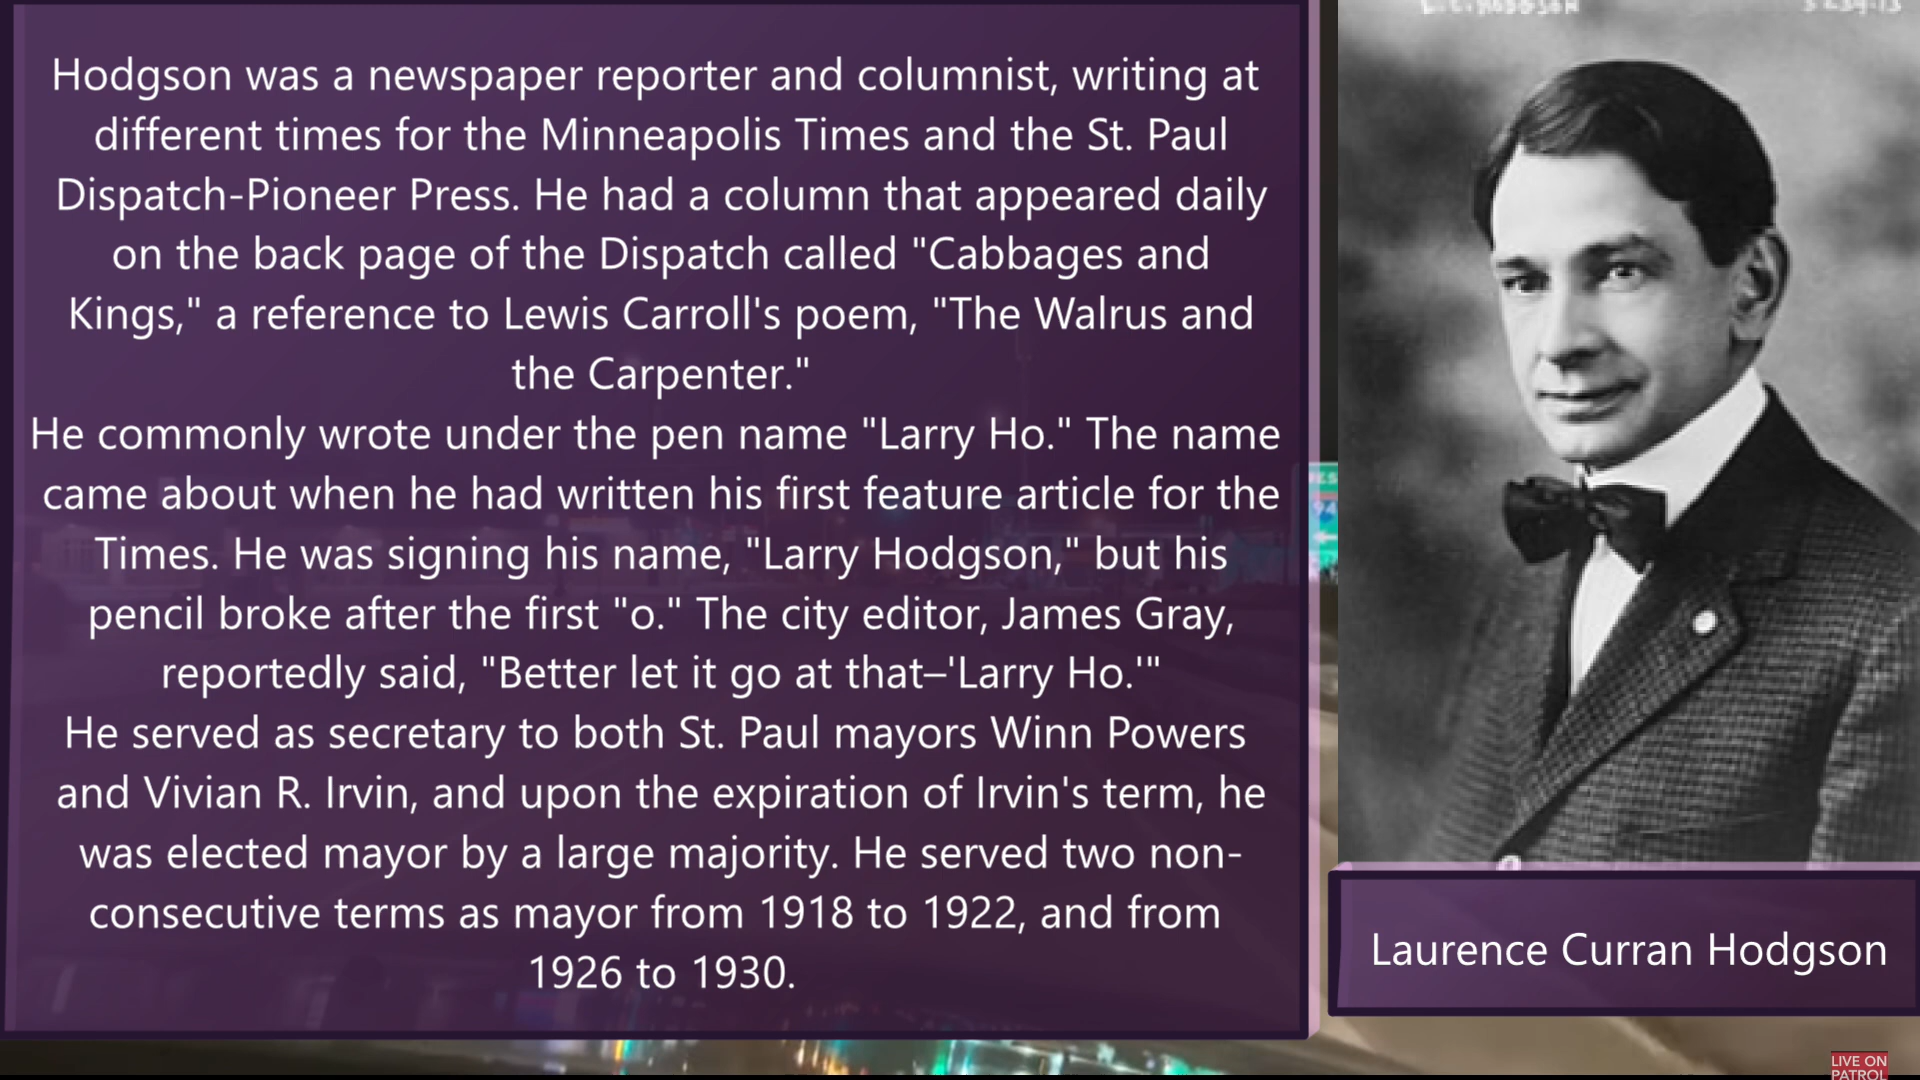 Hodgson was a newspaper reporter and columnist, writing at
different times for the Minneapolis Times and the St. Paul
Dispatch-Pioneer Press. He had a column that appeared daily
on the back page of the Dispatch called "Cabbages and
Kings," a reference to Lewis Carroll's poem, "The Walrus and
the Carpenter."
He commonly wrote under the pen name "Larry Ho." The name
came about when he had written his first feature article for the
Times. He was signing his name, "Larry Hodgson," but his
pencil broke after the first "o." The city editor, James Gray,
reportedly said, "Better let it go at that–'Larry Ho.'"
He served as secretary to both St. Paul mayors Winn Powers
and Vivian R. Irvin, and upon the expiration of Irvin's term, he
was elected mayor by a large majority. He served two non-
consecutive terms as mayor from 1918 to 1922, and from
1926 to 1930.
L.C. HODGSON
94
Laurence Curran Hodgson
LIVE ON
PATROL